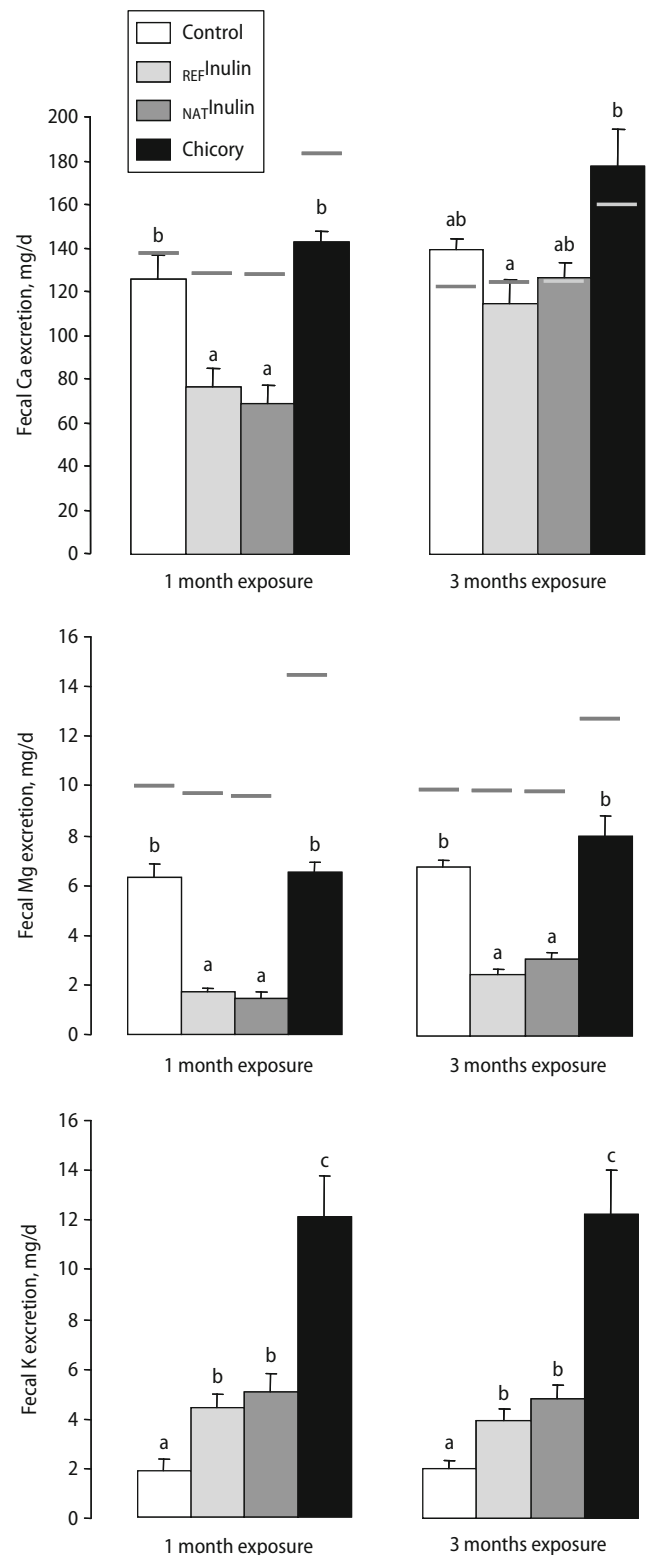 Control
REFInulin
NATInulin
Chicory
Fecal Ca excretion, mg/d
200
180
160
140
120
100
80
60
40
20
0
b
a
a
b
ab
a
ab
b
1 month exposure
3 months exposure
Fecal Mg excretion, mg/d
16
14
12
10
8
6
4
2
0
b
a
a
b
b
a
a
b
1 month exposure
3 months exposure
Fecal K excretion, mg/d
16
14
12
10
8
6
4
2
0
a
b
b
c
a
b
b
c
1 month exposure
3 months exposure